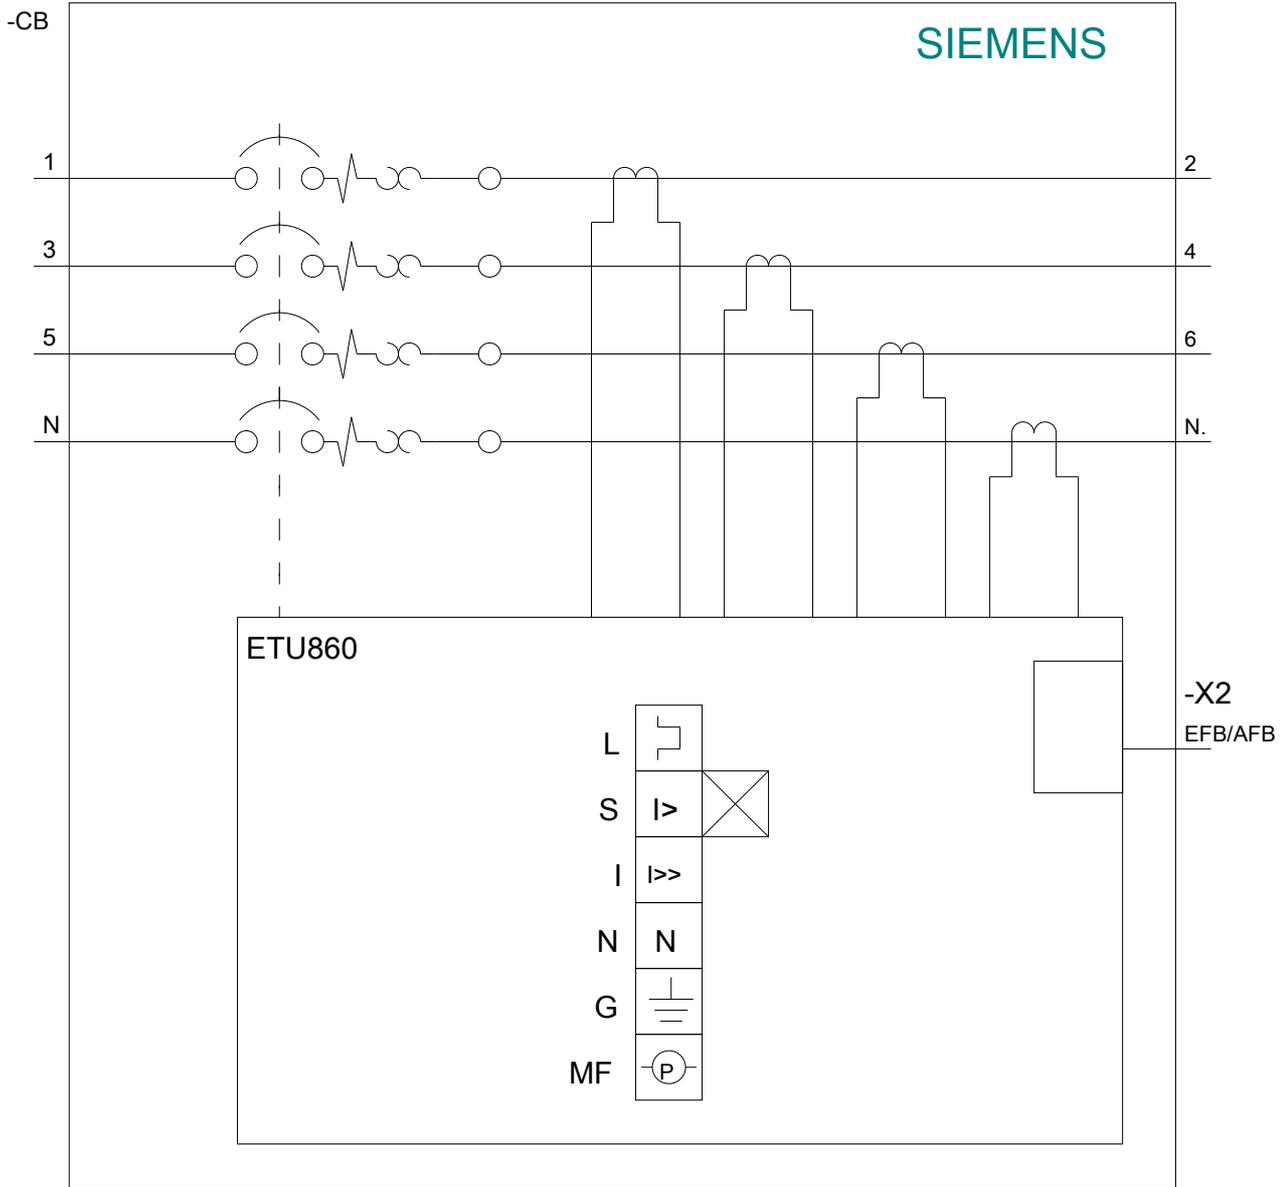 -CB
SIEMENS
1
2
3
4
5
6
N
N.
ETU860
-X2
EFB/AFB
L
S I>
I I>>
N N
G
MF P